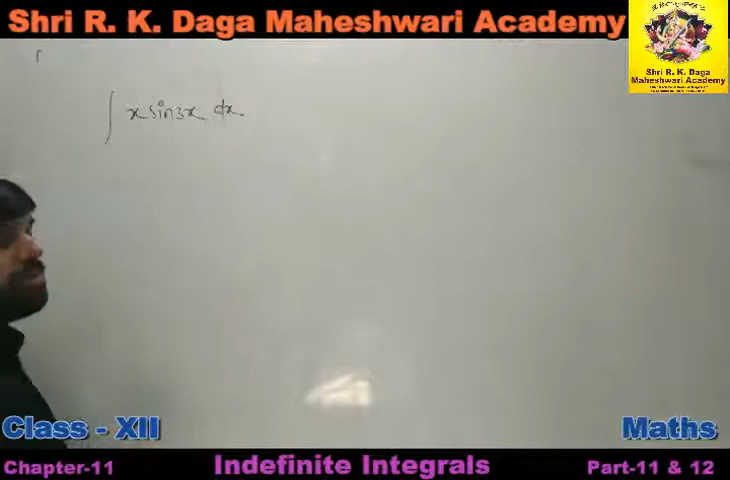 Shri R. K. Daga Maheshwari Academy
Shri R. K. Daga
Maheshwari Academy
∫ x sin3x dx
Class - XII
Maths
Chapter-11
Indefinite Integrals
Part-11 & 12